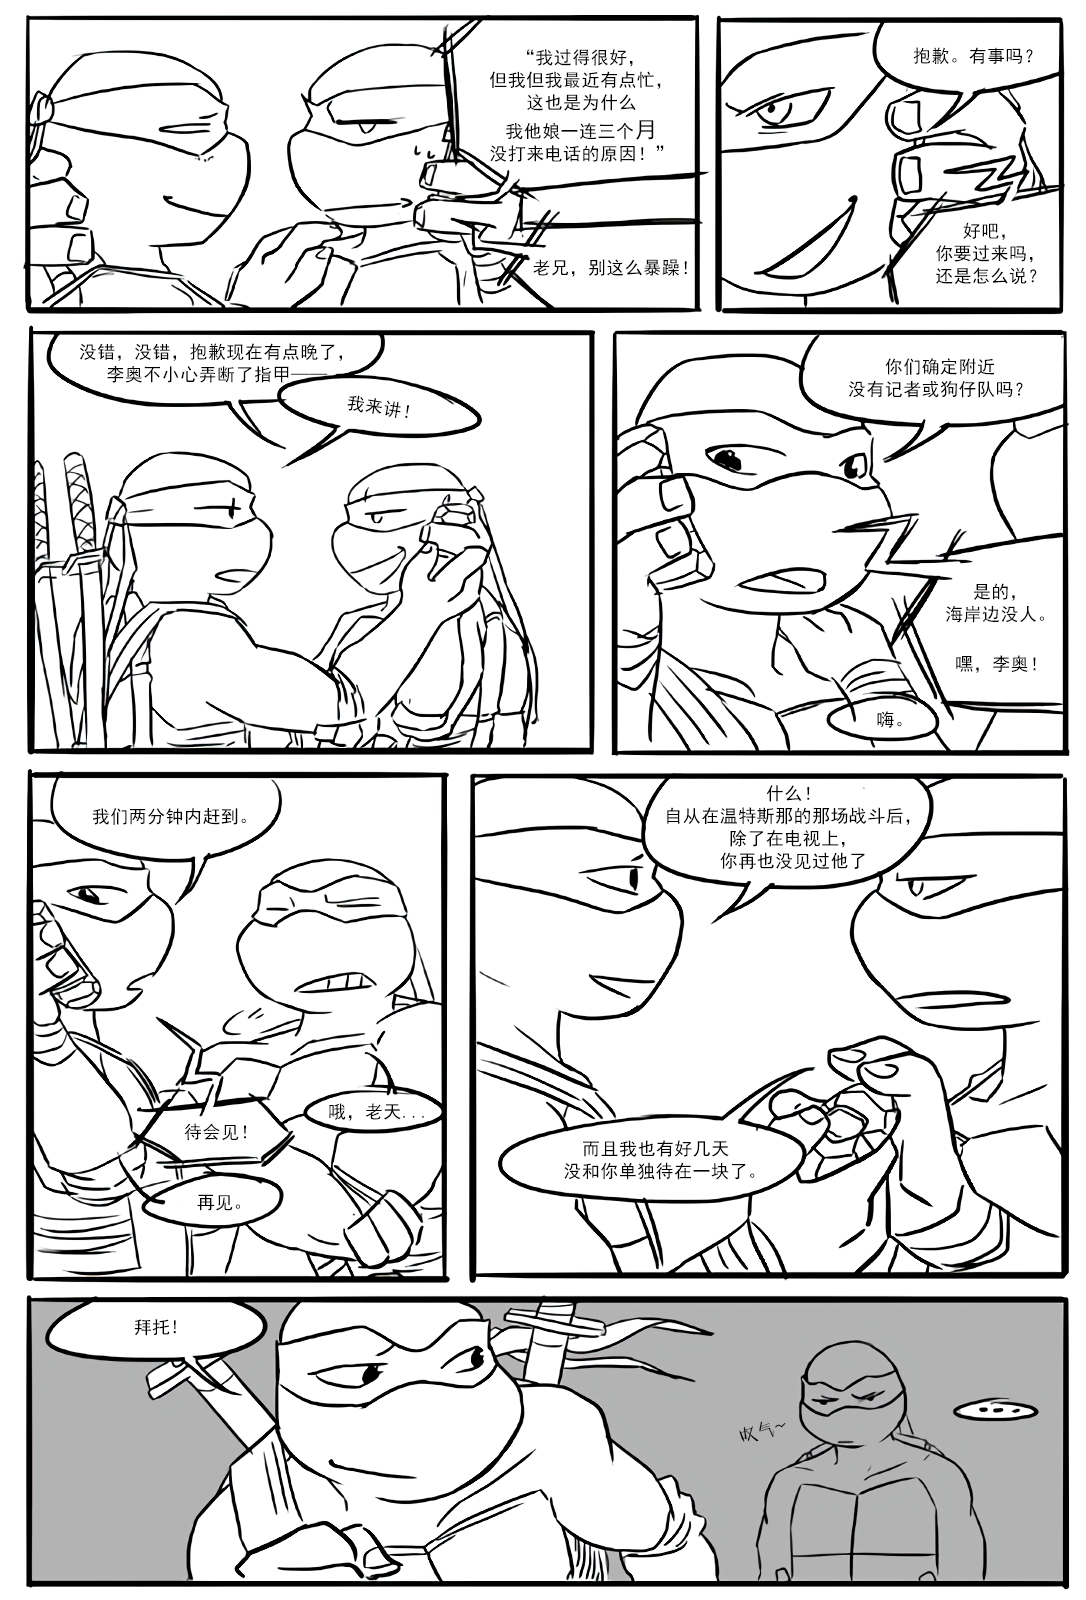 “我过得很好，
但我但我最近有点忙，
这也是为什么
我他娘一连三个月
没打来电话的原因！”
老兄，别这么暴躁！
抱歉。有事吗？
好吧，
你要过来吗，
还是怎么说？
没错，没错，抱歉现在有点晚了，
李奥不小心弄断了指甲——
我来讲！
你们确定附近
没有记者或狗仔队吗？
是的，
海岸边没人。
嘿，李奥！
嗨。
我们两分钟内赶到。
哦，老天...
待会见！
再见。
什么！
自从在温特斯那的那场战斗后，
除了在电视上，
你再也没见过他了
而且我也有好几天
没和你单独待在一块了。
拜托！
叹气~
...